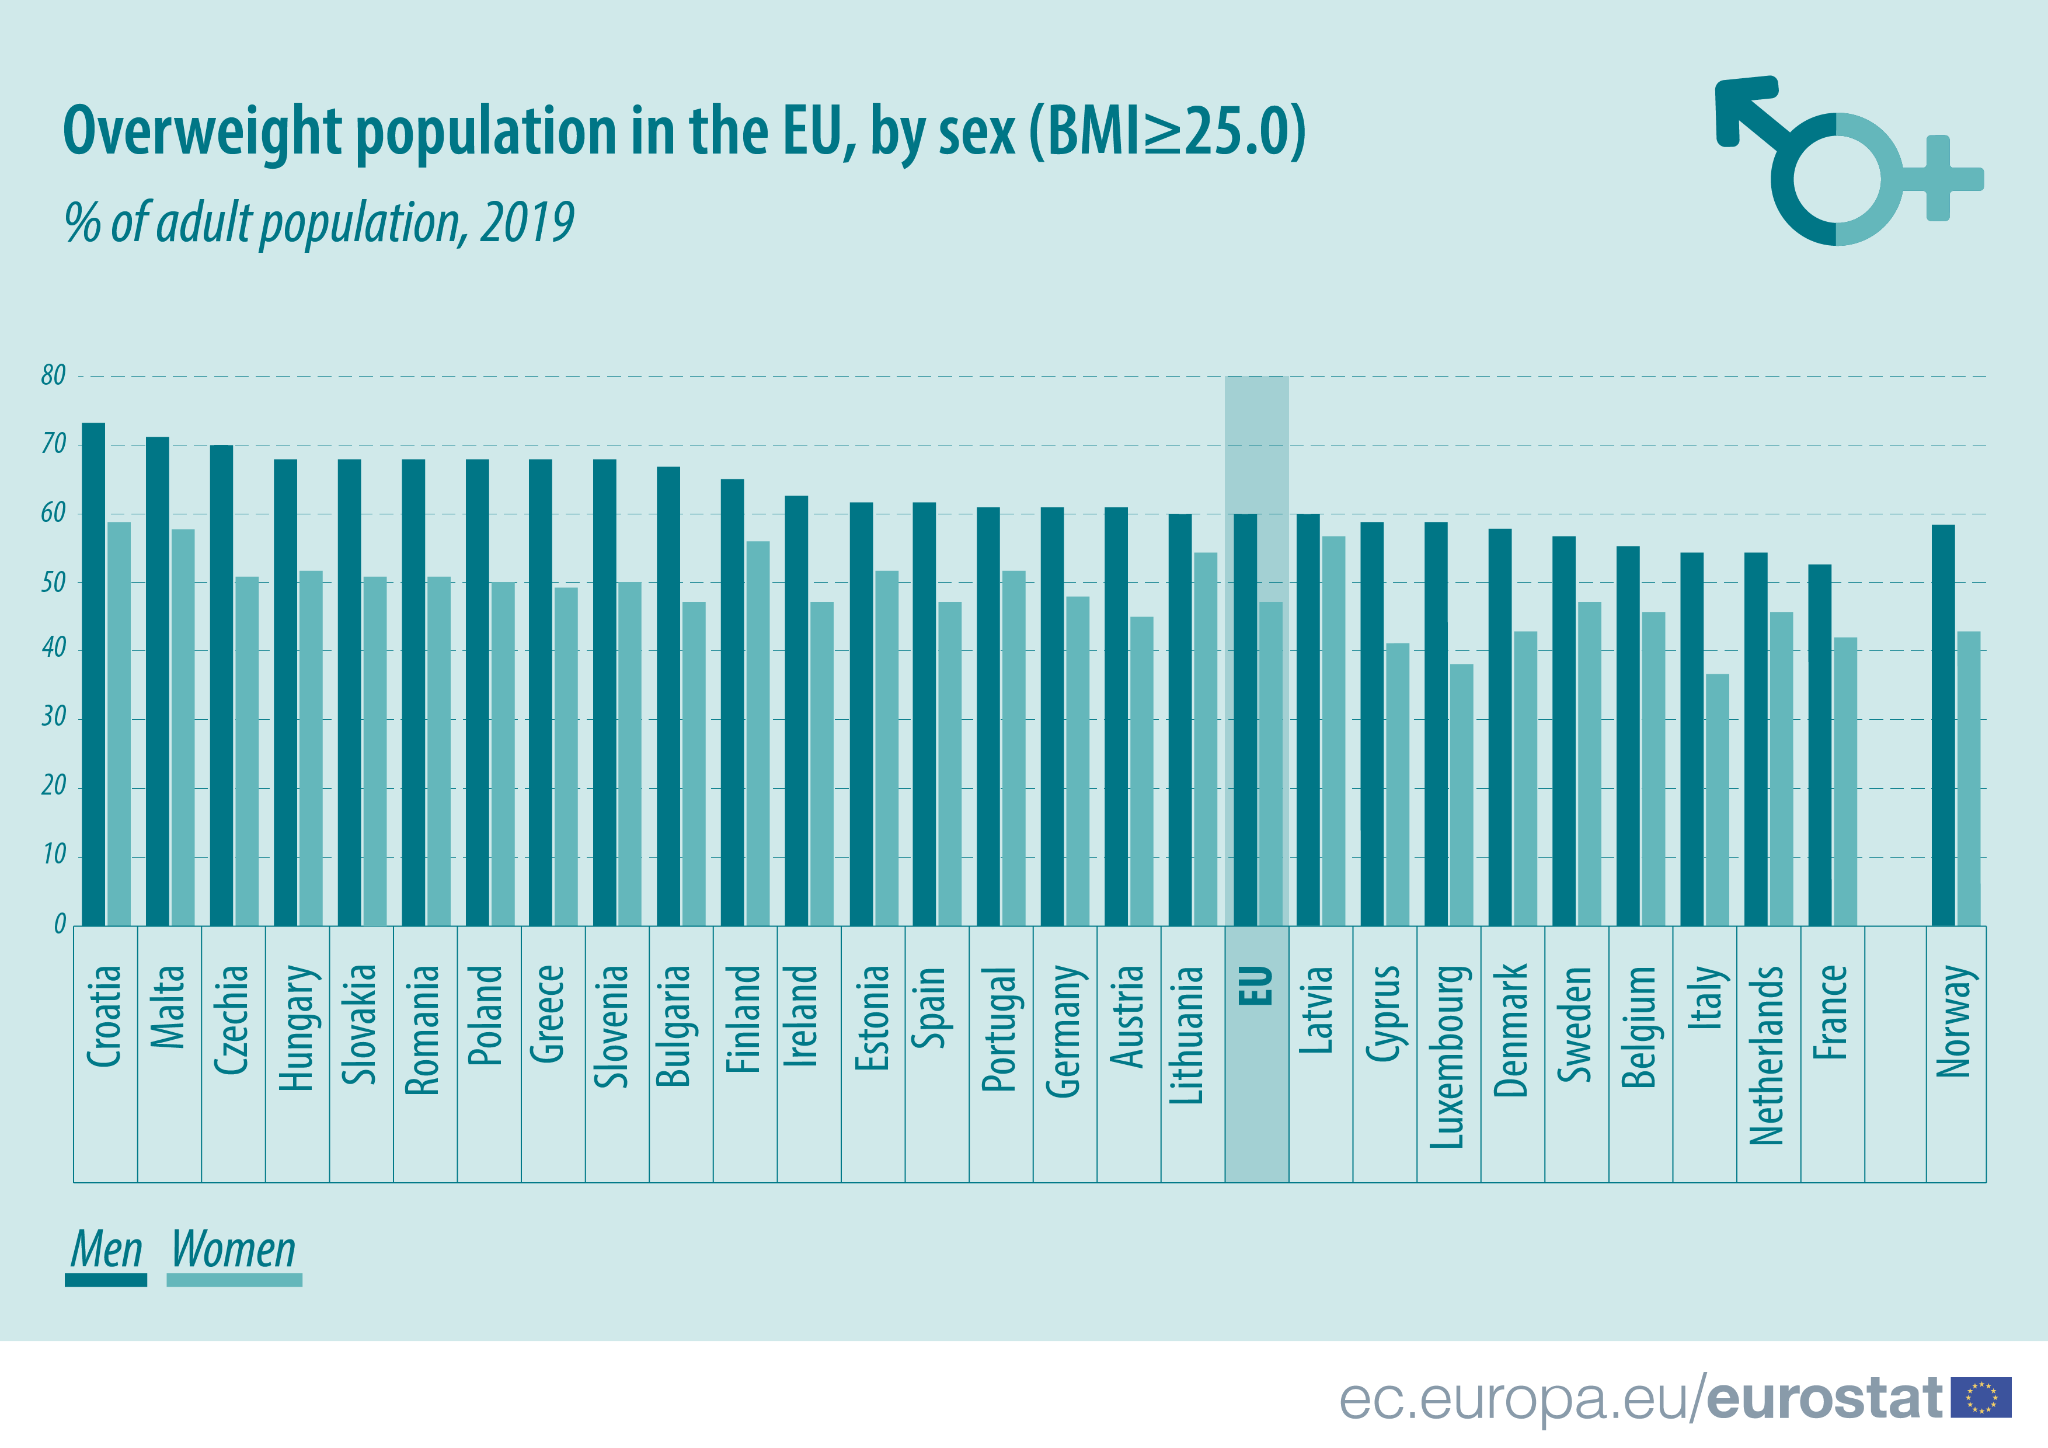 Overweight population in the EU, by sex (BMI≥25.0)
% of adult population, 2019
80
70
60
50
40
30
20
10
0
Croatia
Malta
Czechia
Hungary
Slovakia
Romania
Poland
Greece
Slovenia
Bulgaria
Finland
Ireland
Estonia
Spain
Portugal
Germany
Austria
Lithuania
EU
Latvia
Cyprus
Luxembourg
Denmark
Sweden
Belgium
Italy
Netherlands
France
Norway
Men Women
ec.europa.eu/eurostat